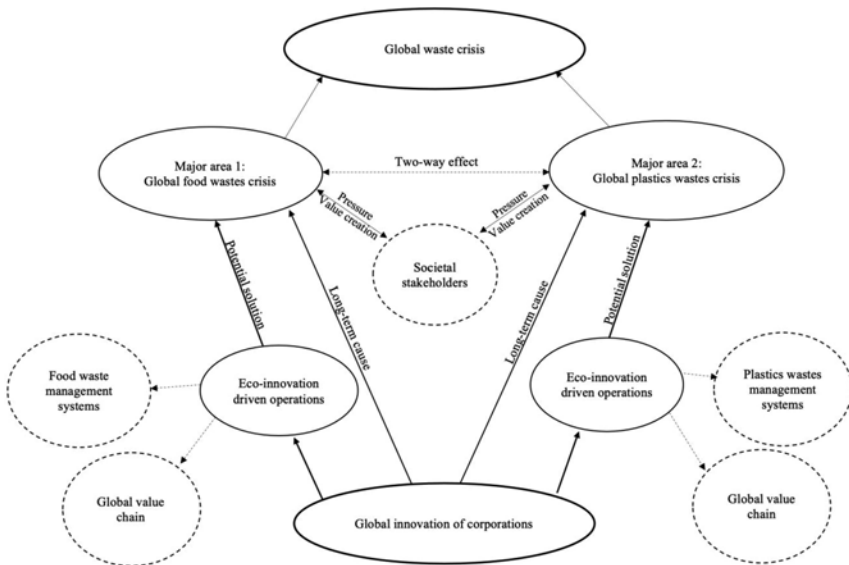 Global waste crisis
Major area 1:
Global food wastes crisis
Two-way effect
Major area 2:
Global plastics wastes crisis
Pressure
Value creation
Pressure
Value creation
Societal
stakeholders
Potential solution
Long-term cause
Long-term cause
Potential solution
Food waste
management
systems
Eco-innovation
driven operations
Eco-innovation
driven operations
Plastics wastes
management
systems
Global value
chain
Global innovation of corporations
Global value
chain